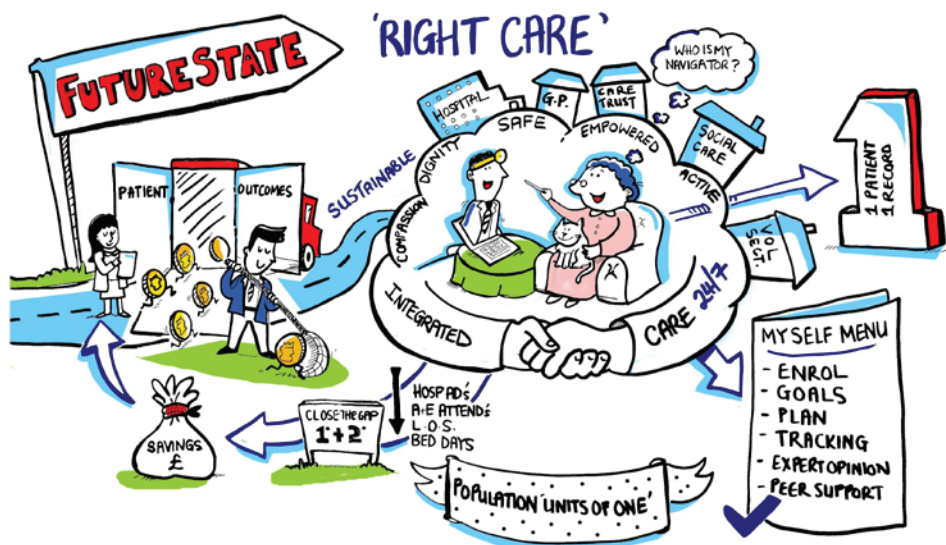 FUTURE STATE
'RIGHT CARE'
WHO IS MY
NAVIGATOR?
HOSPITAL
G.P.
CARE
TRUST
SOCIAL
CARE
VOL.
SECT.
SUSTAINABLE
COMPASSION
DIGNITY
SAFE
EMPOWERED
ACTIVE
INTEGRATED
CARE 24/7
PATIENT
OUTCOMES
1 PATIENT
1 RECORD
MYSELF MENU
- ENROL
- GOALS
- PLAN
- TRACKING
- EXPERT OPINION
- PEER SUPPORT
HOSP AD's
A+E ATTEND's
L.O.S.
BED DAYS
CLOSE THE GAP
1°+2°
SAVINGS
£
POPULATION 'UNITS OF ONE'